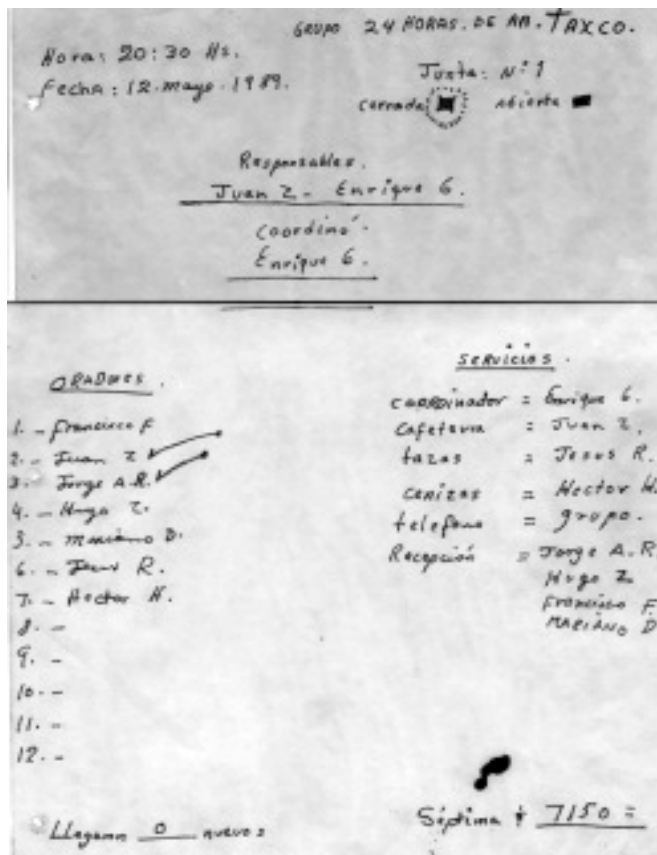 GRUPO 24 HORAS. DE AA. TAXCO.
Hora: 20:30 Hs.
Fecha: 12. mayo. 1989.
Junta: Nº 1
cerrada abierta
Responsables.
Juan Z - Enrique G.
Coordinó.
Enrique G.
ORADORES.
1. - Francisco F
2. - Juan Z
3. - Jorge A.R.
4. - Hugo Z.
5. - Mariano D.
6. - Jesus R.
7. - Hector H.
8. -
9. -
10. -
11. -
12. -
Llegaron 0 nuevos
SERVICIOS.
COORDinador = Enrique G.
Cafeteria = Juan Z.
tazas = Jesus R.
Cenizas = Hector H.
telefono = grupo.
Recepción = Jorge A. R
Hugo Z
Francisco F.
MARIANO D
Séptima 7150 =